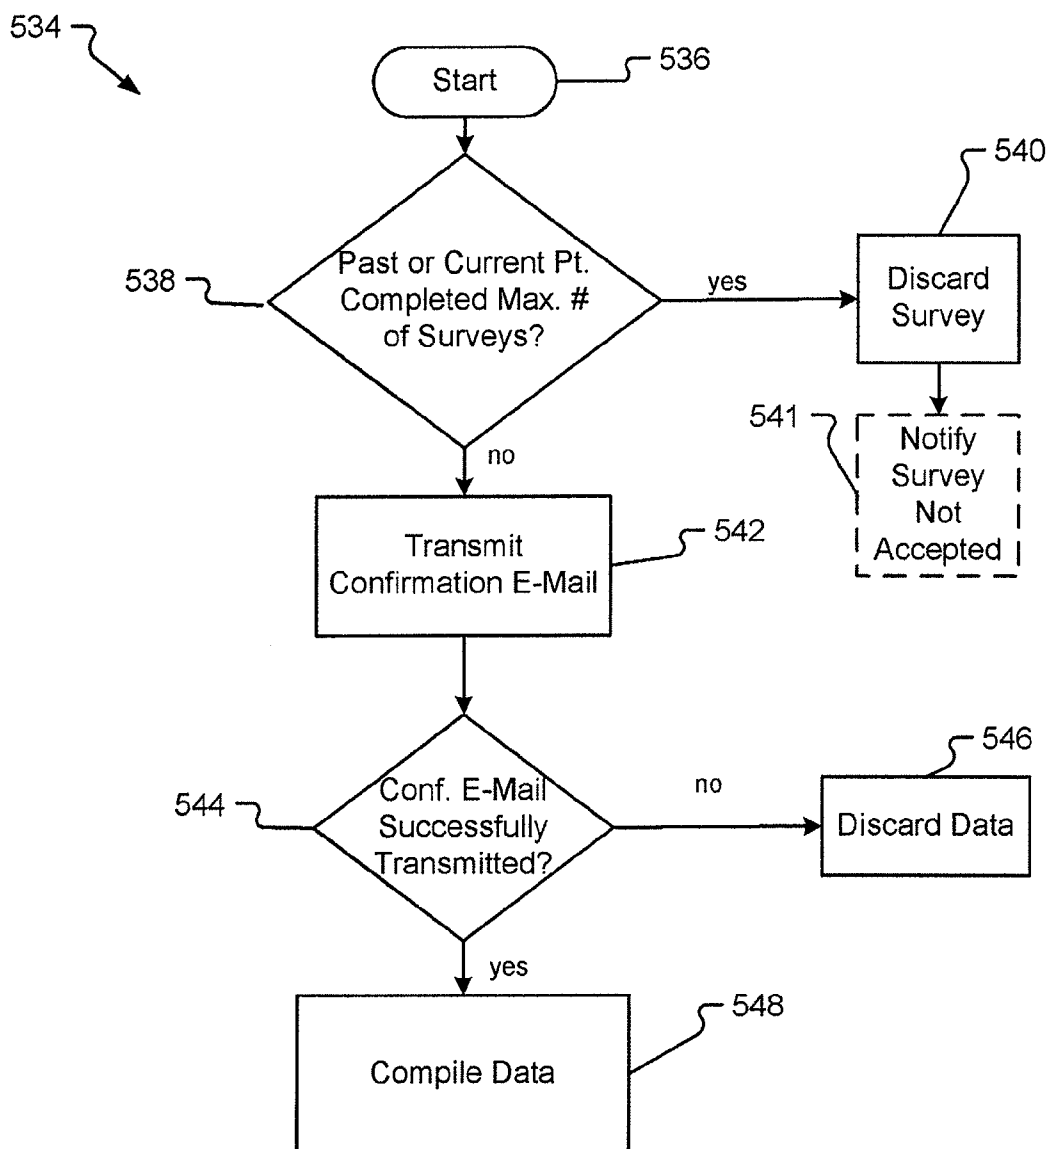 534
Start
536
540
Past or Current Pt.
Completed Max. #
of Surveys?
538
yes
Discard
Survey
541
Notify
Survey
Not
Accepted
no
Transmit
Confirmation E-Mail
542
Conf. E-Mail
Successfully
Transmitted?
544
no
546
Discard Data
yes
548
Compile Data